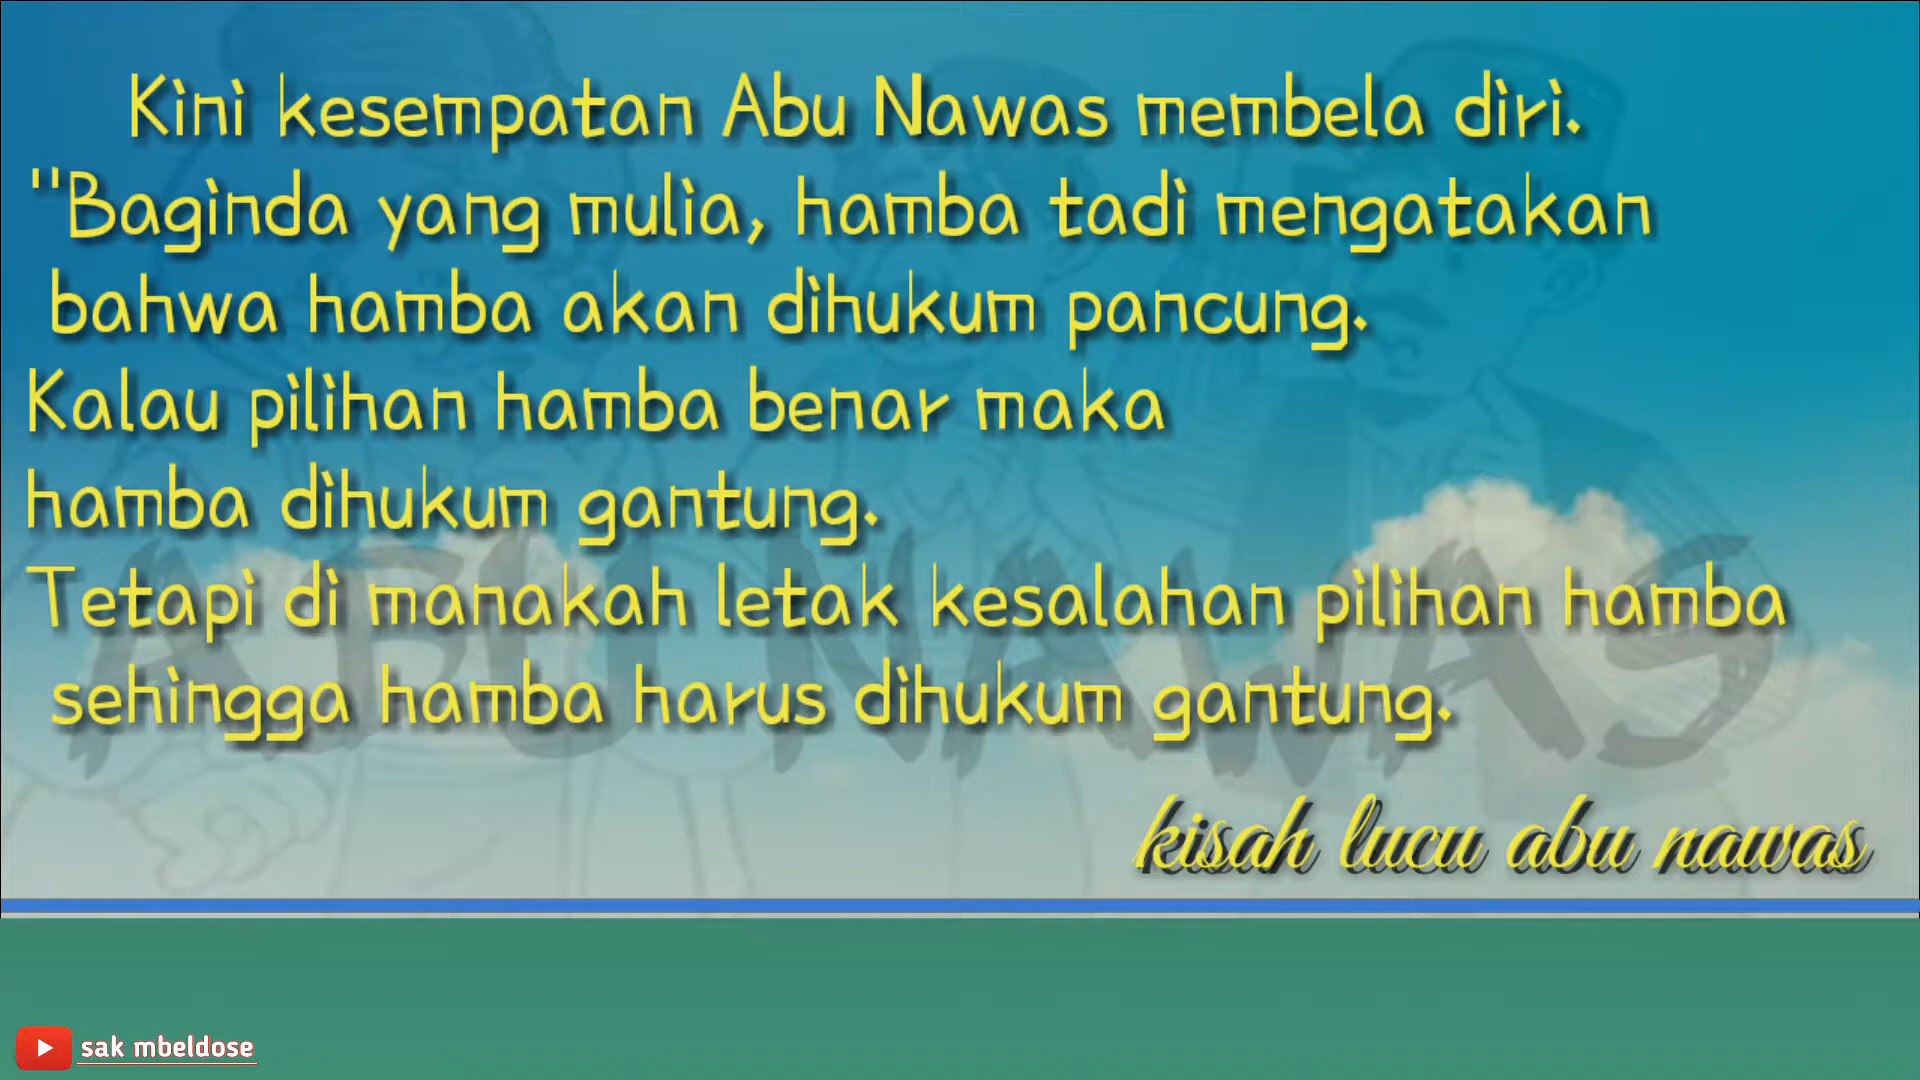 Kini kesempatan Abu Nawas membela diri.
"Baginda yang mulia, hamba tadi mengatakan
bahwa hamba akan dihukum pancung.
Kalau pilihan hamba benar maka
hamba dihukum gantung.
Tetapi di manakah letak kesalahan pilihan hamba
sehingga hamba harus dihukum gantung.
ABU NAWAS
kisah lucu abu nawas
sak mbeldose